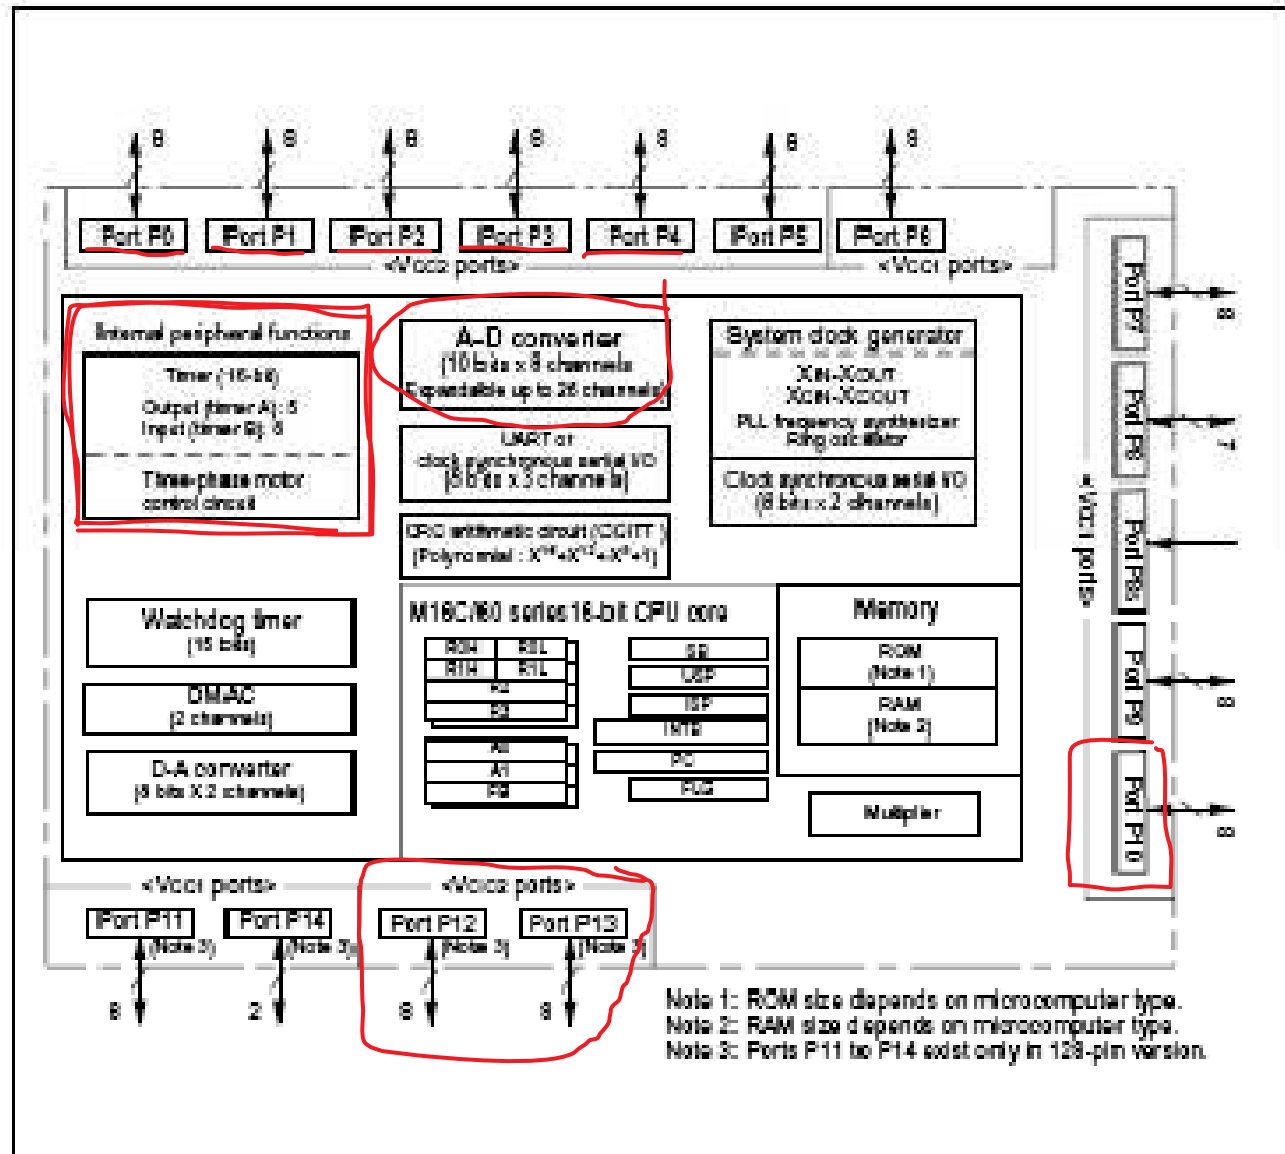 8 8 8 8 8 8 8
Port P0 Port P1 Port P2 Port P3 Port P4 Port P5 Port P6
<VCC2 ports> <VCC1 ports>
Internal peripheral functions
Timer (16-bit)
Output (timer A): 5
Input (timer B): 6
Three-phase motor
control circuit
A-D converter
(10 bits x 8 channels
Expandable up to 26 channels)
UART or
clock synchronous serial I/O
(8 bits x 3 channels)
CRC arithmetic circuit (CCITT )
(Polynomial : X16+X12+X5+1)
System clock generator
XIN-XOUT
XCIN-XCOUT
PLL frequency synthesizer
Ring oscillator
Clock synchronous serial I/O
(8 bits x 2 channels)
Watchdog timer
(15 bits)
DMAC
(2 channels)
D-A converter
(8 bits X 2 channels)
M16C/60 series16-bit CPU core
R0H R0L
R1H R1L
R2
R3
A0
A1
FB
SB
USP
ISP
INTB
PC
FLG
Memory
ROM
(Note 1)
RAM
(Note 2)
Multiplier
<VCC1 ports>
Port P7 8
Port P8 7
Port P85
Port P9 8
Port P10 8
<VCC1 ports> <VCC2 ports>
Port P11 Port P14 Port P12 Port P13
(Note 3) (Note 3) (Note 3) (Note 3)
8 2 8 8
Note 1: ROM size depends on microcomputer type.
Note 2: RAM size depends on microcomputer type.
Note 3: Ports P11 to P14 exist only in 128-pin version.